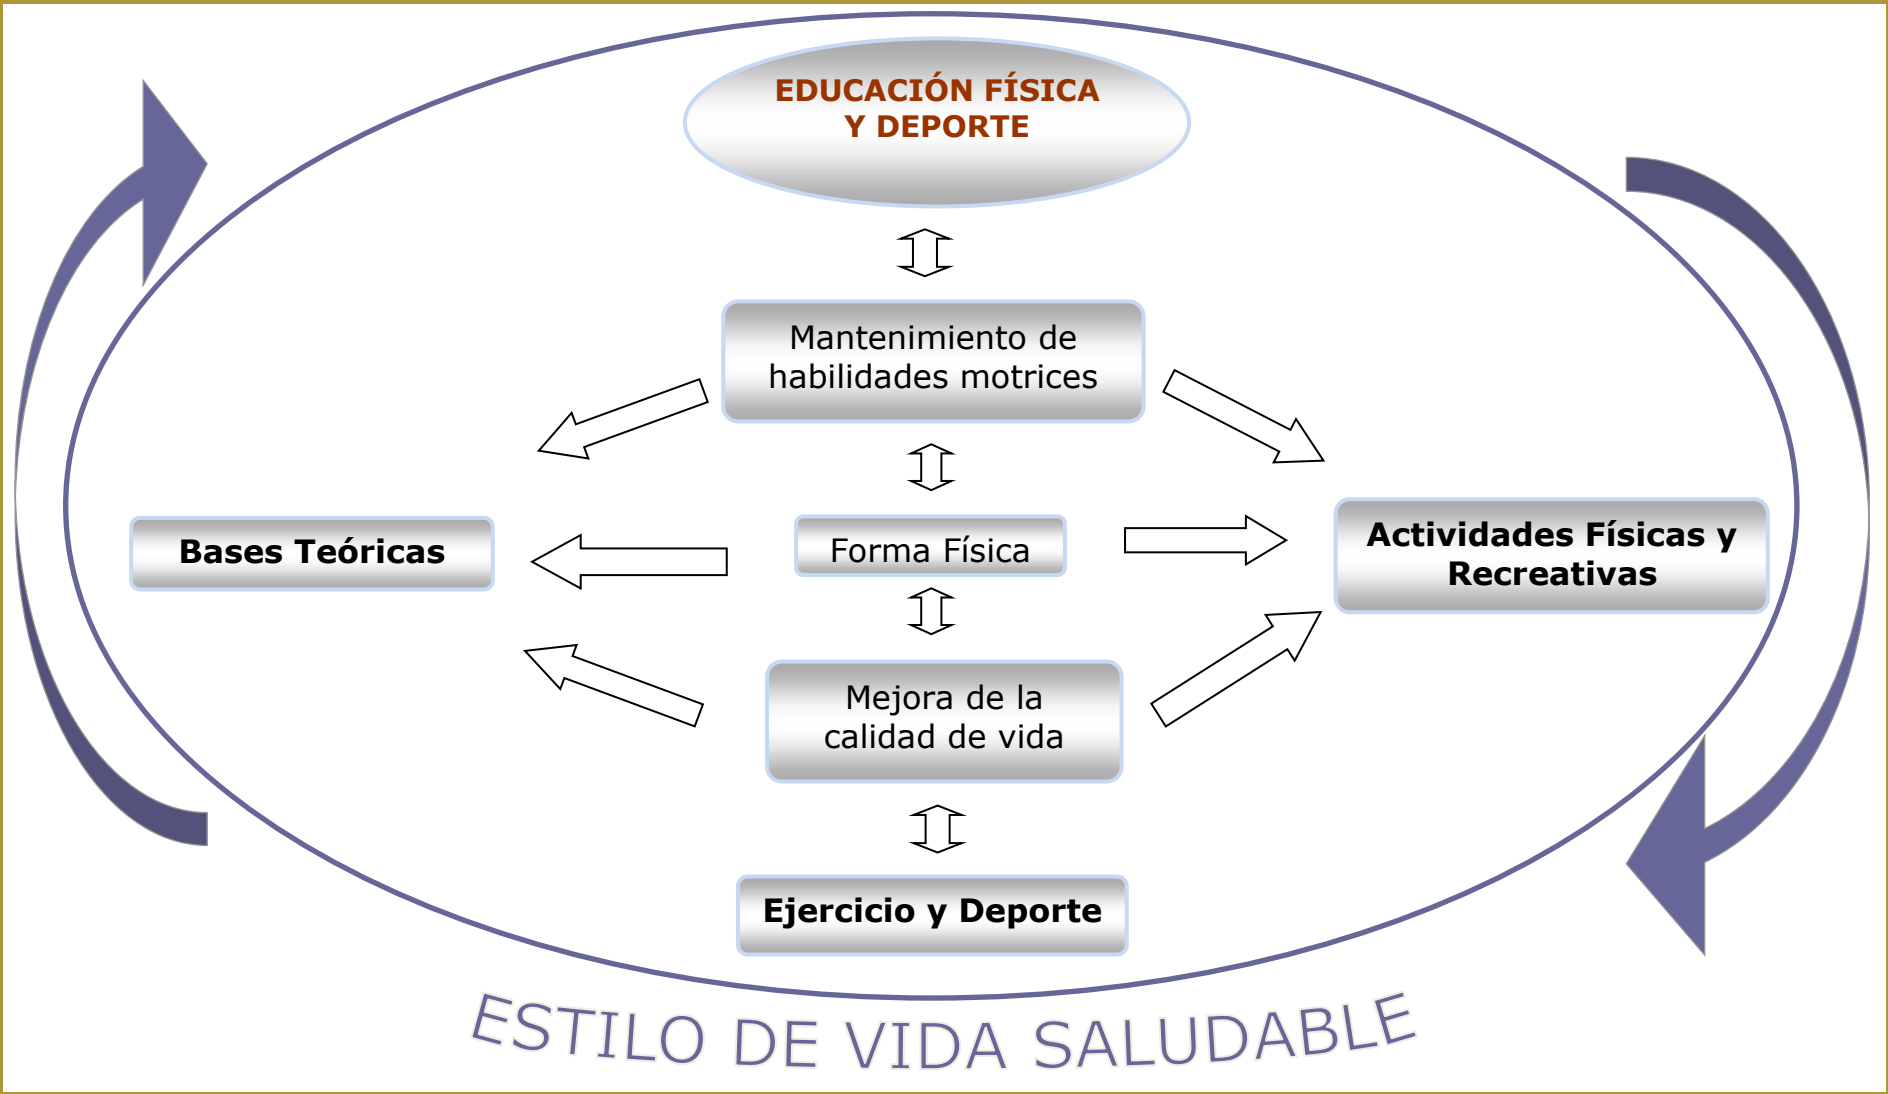 EDUCACIÓN FÍSICA
Y DEPORTE
Mantenimiento de
habilidades motrices
Bases Teóricas
Forma Física
Actividades Físicas y
Recreativas
Mejora de la
calidad de vida
Ejercicio y Deporte
ESTILO DE VIDA SALUDABLE